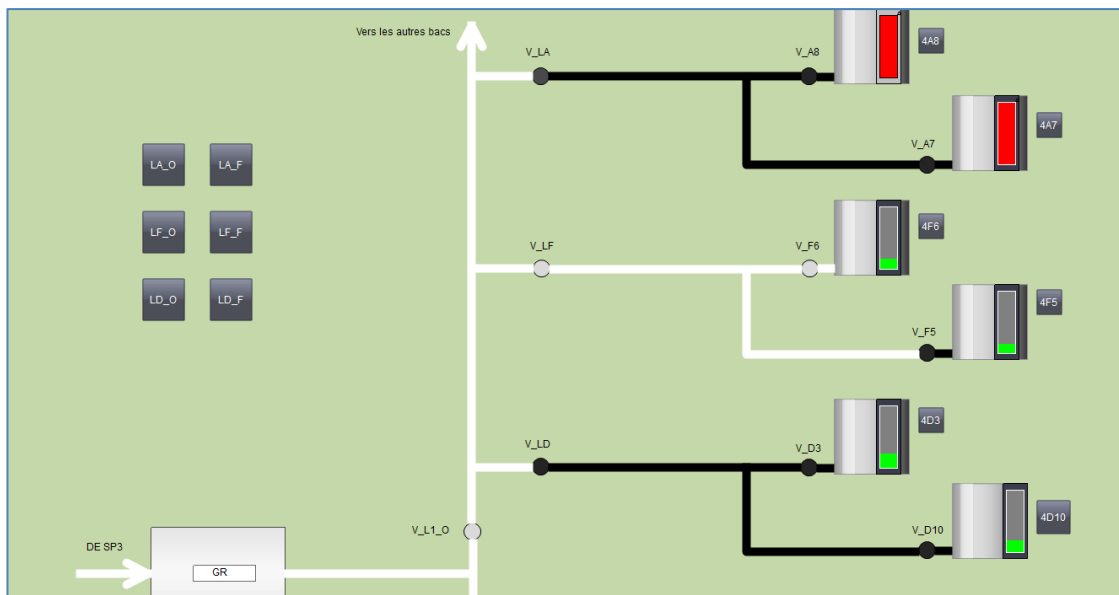 Vers les autres bacs
V_LA
V_A8
4A8
4A7
V_A7
LA_O
LA_F
LF_O
LF_F
LD_O
LD_F
V_LF
V_F6
4F6
4F5
V_F5
V_LD
V_D3
4D3
4D10
V_D10
V_L1_O
DE SP3
GR